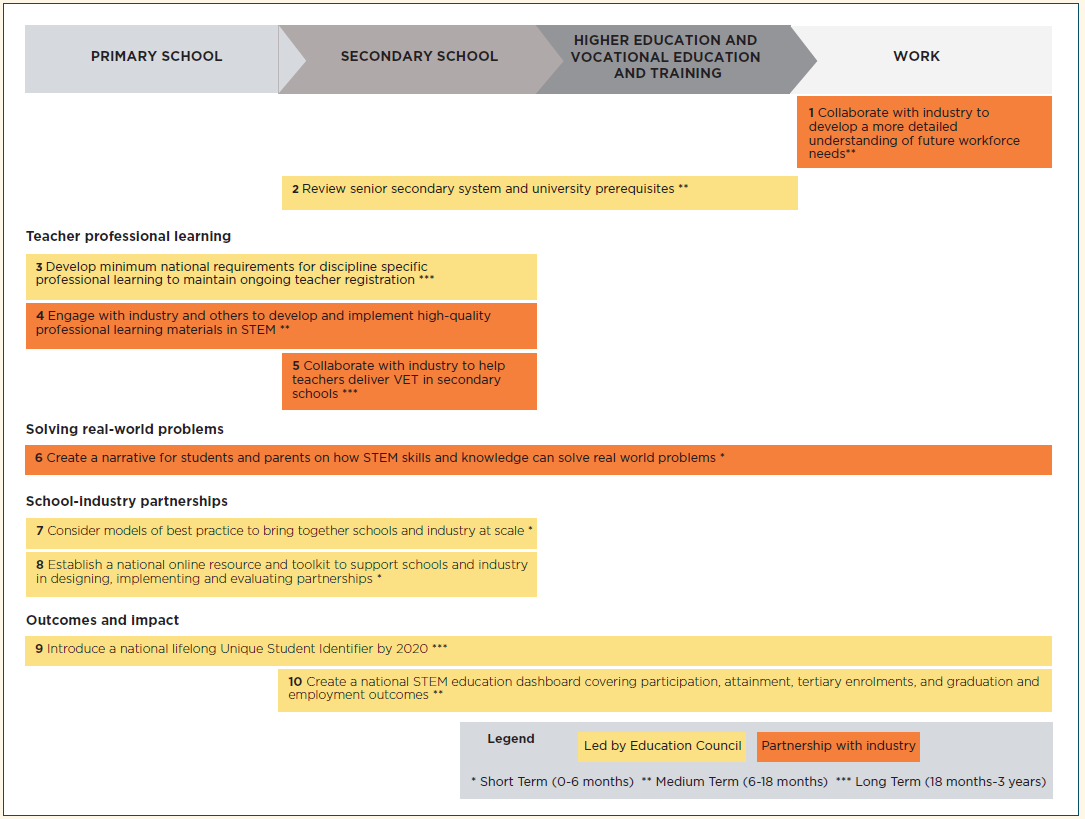 PRIMARY SCHOOL
SECONDARY SCHOOL
HIGHER EDUCATION AND
VOCATIONAL EDUCATION
AND TRAINING
WORK
1 Collaborate with industry to
develop a more detailed
understanding of future workforce
needs**
2 Review senior secondary system and university prerequisites **
Teacher professional learning
3 Develop minimum national requirements for discipline specific
professional learning to maintain ongoing teacher registration ***
4 Engage with industry and others to develop and implement high-quality
professional learning materials in STEM **
5 Collaborate with industry to help
teachers deliver VET in secondary
schools ***
Solving real-world problems
6 Create a narrative for students and parents on how STEM skills and knowledge can solve real world problems *
School-industry partnerships
7 Consider models of best practice to bring together schools and industry at scale *
8 Establish a national online resource and toolkit to support schools and industry
in designing, implementing and evaluating partnerships *
Outcomes and impact
9 Introduce a national lifelong Unique Student Identifier by 2020 ***
10 Create a national STEM education dashboard covering participation, attainment, tertiary enrolments, and graduation and
employment outcomes **
Legend
Led by Education Council
Partnership with industry
* Short Term (0-6 months) ** Medium Term (6-18 months) *** Long Term (18 months-3 years)